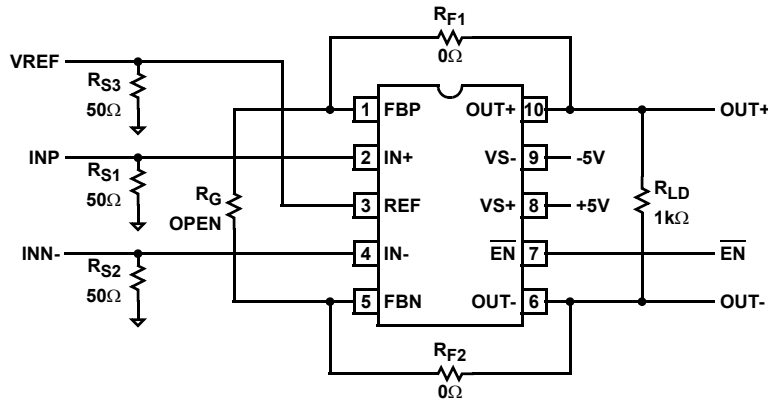 RF1
0Ω
VREF
RS3
50Ω
1 FBP OUT+ 10 OUT+
INP
2 IN+ VS- 9 -5V
RS1
50Ω
RG
OPEN
3 REF VS+ 8 +5V
RLD
1kΩ
INN-
4 IN- EN 7 EN
RS2
50Ω
5 FBN OUT- 6 OUT-
RF2
0Ω